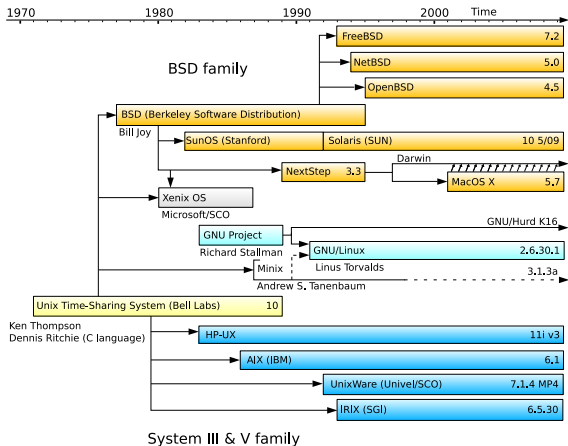 1970 1980 1990 2000 Time
FreeBSD 7.2
BSD family
NetBSD 5.0
OpenBSD 4.5
BSD (Berkeley Software Distribution)
Bill Joy
SunOS (Stanford) Solaris (SUN) 10 5/09
Darwin
NextStep 3.3
MacOS X 5.7
Xenix OS
Microsoft/SCO
GNU/Hurd K16
GNU Project
Richard Stallman
GNU/Linux 2.6.30.1
Linus Torvalds
Minix 3.1.3a
Andrew S. Tanenbaum
Unix Time-Sharing System (Bell Labs) 10
Ken Thompson
Dennis Ritchie (C language)
HP-UX 11i v3
AIX (IBM) 6.1
UnixWare (Univel/SCO) 7.1.4 MP4
IRIX (SGI) 6.5.30
System III & V family